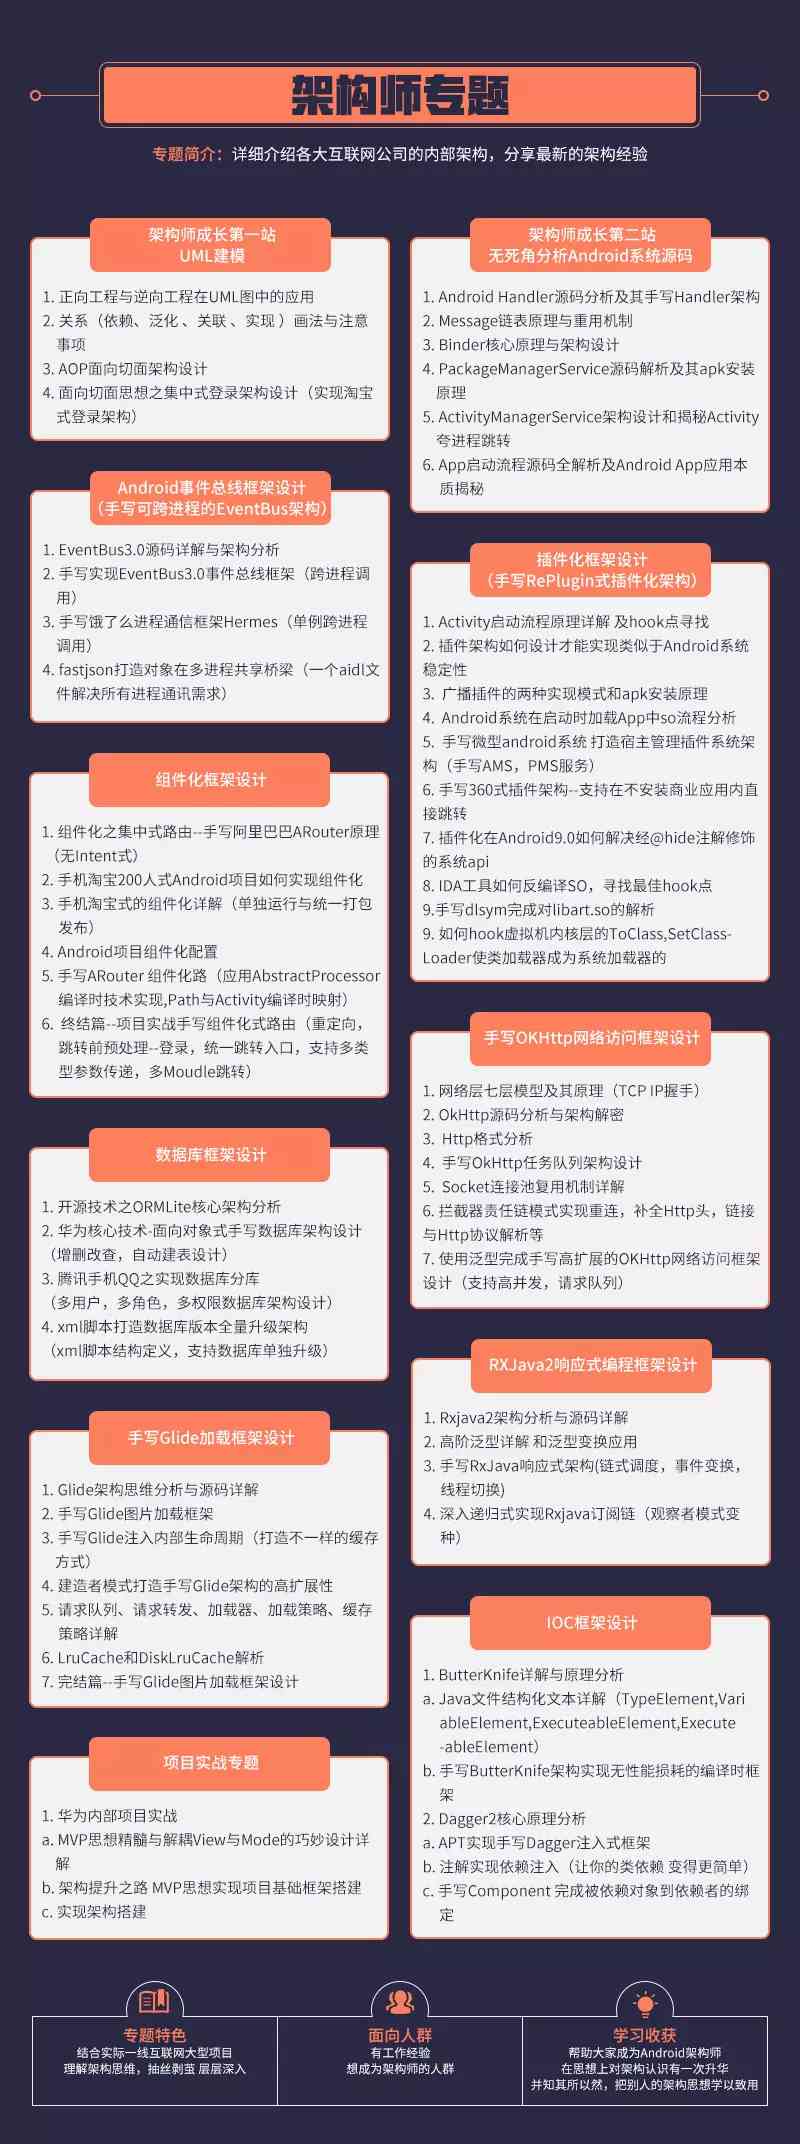 架构师专题
专题简介：详细介绍各大互联网公司的内部架构，分享最新的架构经验
架构师成长第一站
UML建模
1. 正向工程与逆向工程在UML图中的应用
2. 关系（依赖、泛化 、关联 、实现 ）画法与注意
事项
3. AOP面向切面架构设计
4. 面向切面思想之集中式登录架构设计（实现淘宝
式登录架构）
Android事件总线框架设计
（手写可跨进程的EventBus架构）
1. EventBus3.0源码详解与架构分析
2. 手写实现EventBus3.0事件总线框架（跨进程调
用）
3. 手写饿了么进程通信框架Hermes（单例跨进程
调用）
4. fastjson打造对象在多进程共享桥梁（一个aidl文
件解决所有进程通讯需求）
组件化框架设计
1. 组件化之集中式路由--手写阿里巴巴ARouter原理
（无Intent式）
2. 手机淘宝200人式Android项目如何实现组件化
3. 手机淘宝式的组件化详解（单独运行与统一打包
发布）
4. Android项目组件化配置
5. 手写ARouter 组件化路（应用AbstractProcessor
编译时技术实现,Path与Activity编译时映射）
6. 终结篇--项目实战手写组件化式路由（重定向，
跳转前预处理--登录，统一跳转入口，支持多类
型参数传递，多Moudle跳转）
数据库框架设计
1. 开源技术之ORMLite核心架构分析
2. 华为核心技术-面向对象式手写数据库架构设计
（增删改查，自动建表设计）
3. 腾讯手机QQ之实现数据库分库
（多用户，多角色，多权限数据库架构设计）
4. xml脚本打造数据库版本全量升级架构
（xml脚本结构定义，支持数据库单独升级）
手写Glide加载框架设计
1. Glide架构思维分析与源码详解
2. 手写Glide图片加载框架
3. 手写Glide注入内部生命周期（打造不一样的缓存
方式）
4. 建造者模式打造手写Glide架构的高扩展性
5. 请求队列、请求转发、加载器、加载策略、缓存
策略详解
6. LruCache和DiskLruCache解析
7. 完结篇--手写Glide图片加载框架设计
项目实战专题
1. 华为内部项目实战
a. MVP思想精髓与解耦View与Mode的巧妙设计详
解
b. 架构提升之路 MVP思想实现项目基础框架搭建
c. 实现架构搭建
架构师成长第二站
无死角分析Android系统源码
1. Android Handler源码分析及其手写Handler架构
2. Message链表原理与重用机制
3. Binder核心原理与架构设计
4. PackageManagerService源码解析及其apk安装
原理
5. ActivityManagerService架构设计和揭秘Activity
夸进程跳转
6. App启动流程源码全解析及Android App应用本
质揭秘
插件化框架设计
（手写RePlugin式插件化架构）
1. Activity启动流程原理详解 及hook点寻找
2. 插件架构如何设计才能实现类似于Android系统
稳定性
3. 广播插件的两种实现模式和apk安装原理
4. Android系统在启动时加载App中so流程分析
5. 手写微型android系统 打造宿主管理插件系统架
构（手写AMS，PMS服务）
6. 手写360式插件架构--支持在不安装商业应用内直
接跳转
7. 插件化在Android9.0如何解决经@hide注解修饰
的系统api
8. IDA工具如何反编译SO，寻找最佳hook点
9.手写dlsym完成对libart.so的解析
9. 如何hook虚拟机内核层的ToClass,SetClass-
Loader使类加载器成为系统加载器的
手写OKHttp网络访问框架设计
1. 网络层七层模型及其原理（TCP IP握手）
2. OkHttp源码分析与架构解密
3. Http格式分析
4. 手写OkHttp任务队列架构设计
5. Socket连接池复用机制详解
6. 拦截器责任链模式实现重连，补全Http头，链接
与Http协议解析等
7. 使用泛型完成手写高扩展的OKHttp网络访问框架
设计（支持高并发，请求队列）
RXJava2响应式编程框架设计
1. Rxjava2架构分析与源码详解
2. 高阶泛型详解 和泛型变换应用
3. 手写RxJava响应式架构(链式调度，事件变换，
线程切换)
4. 深入递归式实现Rxjava订阅链（观察者模式变
种）
IOC框架设计
1. ButterKnife详解与原理分析
a. Java文件结构化文本详解（TypeElement,Vari
ableElement,ExecuteableElement,Execute
-ableElement）
b. 手写ButterKnife架构实现无性能损耗的编译时框
架
2. Dagger2核心原理分析
a. APT实现手写Dagger注入式框架
b. 注解实现依赖注入（让你的类依赖 变得更简单）
c. 手写Component 完成被依赖对象到依赖者的绑
定
专题特色
结合实际一线互联网大型项目
理解架构思维，抽丝剥茧 层层深入
面向人群
有工作经验
想成为架构师的人群
学习收获
帮助大家成为Android架构师
在思想上对架构认识有一次升华
并知其所以然，把别人的架构思想学以致用